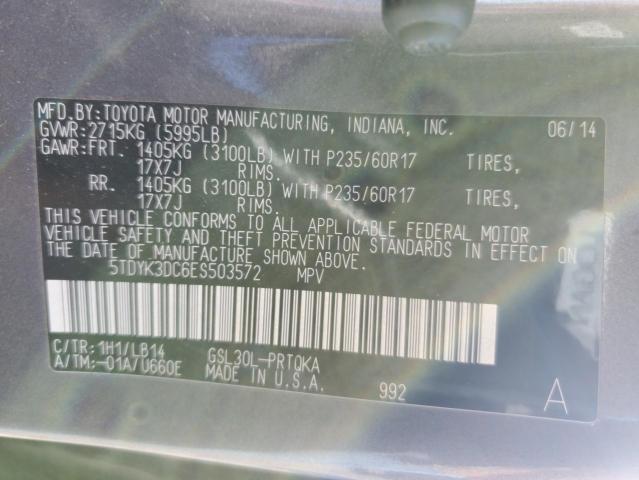 MFD.BY:TOYOTA MOTOR MANUFACTURING, INDIANA, INC. 06/14
GVWR:2715KG (5995LB)
GAWR:FRT. 1405KG (3100LB) WITH P235/60R17 TIRES,
17X7J RIMS.
RR. 1405KG (3100LB) WITH P235/60R17 TIRES,
17X7J RIMS.
THIS VEHICLE CONFORMS TO ALL APPLICABLE FEDERAL MOTOR
VEHICLE SAFETY AND THEFT PREVENTION STANDARDS IN EFFECT ON
THE DATE OF MANUFACTURE SHOWN ABOVE.
5TDYK3DC6ES503572 MPV
C/TR:1H1/LB14 GSL30L-PRTQKA
A/TM:-01A/U660E MADE IN U.S.A. 992 A